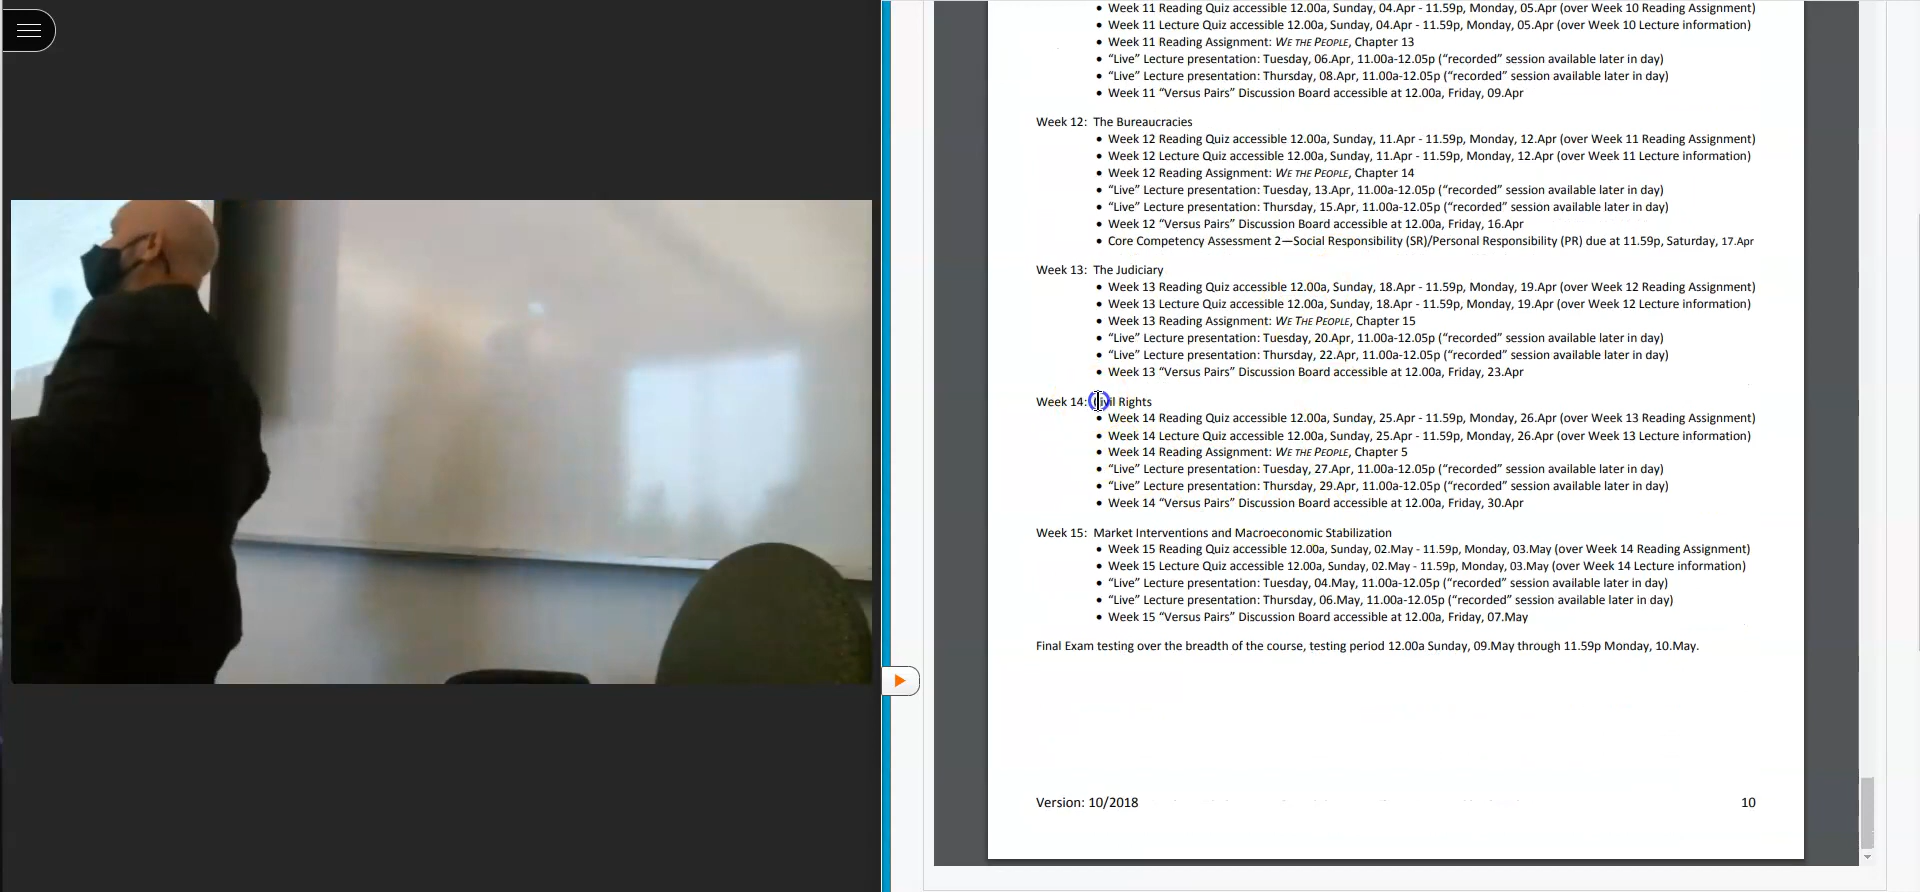 • Week 11 Reading Quiz accessible 12.00a, Sunday, 04.Apr - 11.59p, Monday, 05.Apr (over Week 10 Reading Assignment)
• Week 11 Lecture Quiz accessible 12.00a, Sunday, 04.Apr - 11.59p, Monday, 05.Apr (over Week 10 Lecture information)
• Week 11 Reading Assignment: WE THE PEOPLE, Chapter 13
• “Live” Lecture presentation: Tuesday, 06.Apr, 11.00a-12.05p (“recorded” session available later in day)
• “Live” Lecture presentation: Thursday, 08.Apr, 11.00a-12.05p (“recorded” session available later in day)
• Week 11 “Versus Pairs” Discussion Board accessible at 12.00a, Friday, 09.Apr
Week 12: The Bureaucracies
• Week 12 Reading Quiz accessible 12.00a, Sunday, 11.Apr - 11.59p, Monday, 12.Apr (over Week 11 Reading Assignment)
• Week 12 Lecture Quiz accessible 12.00a, Sunday, 11.Apr - 11.59p, Monday, 12.Apr (over Week 11 Lecture information)
• Week 12 Reading Assignment: WE THE PEOPLE, Chapter 14
• “Live” Lecture presentation: Tuesday, 13.Apr, 11.00a-12.05p (“recorded” session available later in day)
• “Live” Lecture presentation: Thursday, 15.Apr, 11.00a-12.05p (“recorded” session available later in day)
• Week 12 “Versus Pairs” Discussion Board accessible at 12.00a, Friday, 16.Apr
• Core Competency Assessment 2—Social Responsibility (SR)/Personal Responsibility (PR) due at 11.59p, Saturday, 17.Apr
Week 13: The Judiciary
• Week 13 Reading Quiz accessible 12.00a, Sunday, 18.Apr - 11.59p, Monday, 19.Apr (over Week 12 Reading Assignment)
• Week 13 Lecture Quiz accessible 12.00a, Sunday, 18.Apr - 11.59p, Monday, 19.Apr (over Week 12 Lecture information)
• Week 13 Reading Assignment: WE THE PEOPLE, Chapter 15
• “Live” Lecture presentation: Tuesday, 20.Apr, 11.00a-12.05p (“recorded” session available later in day)
• “Live” Lecture presentation: Thursday, 22.Apr, 11.00a-12.05p (“recorded” session available later in day)
• Week 13 “Versus Pairs” Discussion Board accessible at 12.00a, Friday, 23.Apr
Week 14: Civil Rights
• Week 14 Reading Quiz accessible 12.00a, Sunday, 25.Apr - 11.59p, Monday, 26.Apr (over Week 13 Reading Assignment)
• Week 14 Lecture Quiz accessible 12.00a, Sunday, 25.Apr - 11.59p, Monday, 26.Apr (over Week 13 Lecture information)
• Week 14 Reading Assignment: WE THE PEOPLE, Chapter 5
• “Live” Lecture presentation: Tuesday, 27.Apr, 11.00a-12.05p (“recorded” session available later in day)
• “Live” Lecture presentation: Thursday, 29.Apr, 11.00a-12.05p (“recorded” session available later in day)
• Week 14 “Versus Pairs” Discussion Board accessible at 12.00a, Friday, 30.Apr
Week 15: Market Interventions and Macroeconomic Stabilization
• Week 15 Reading Quiz accessible 12.00a, Sunday, 02.May - 11.59p, Monday, 03.May (over Week 14 Reading Assignment)
• Week 15 Lecture Quiz accessible 12.00a, Sunday, 02.May - 11.59p, Monday, 03.May (over Week 14 Lecture information)
• “Live” Lecture presentation: Tuesday, 04.May, 11.00a-12.05p (“recorded” session available later in day)
• “Live” Lecture presentation: Thursday, 06.May, 11.00a-12.05p (“recorded” session available later in day)
• Week 15 “Versus Pairs” Discussion Board accessible at 12.00a, Friday, 07.May
Final Exam testing over the breadth of the course, testing period 12.00a Sunday, 09.May through 11.59p Monday, 10.May.
Version: 10/2018
10